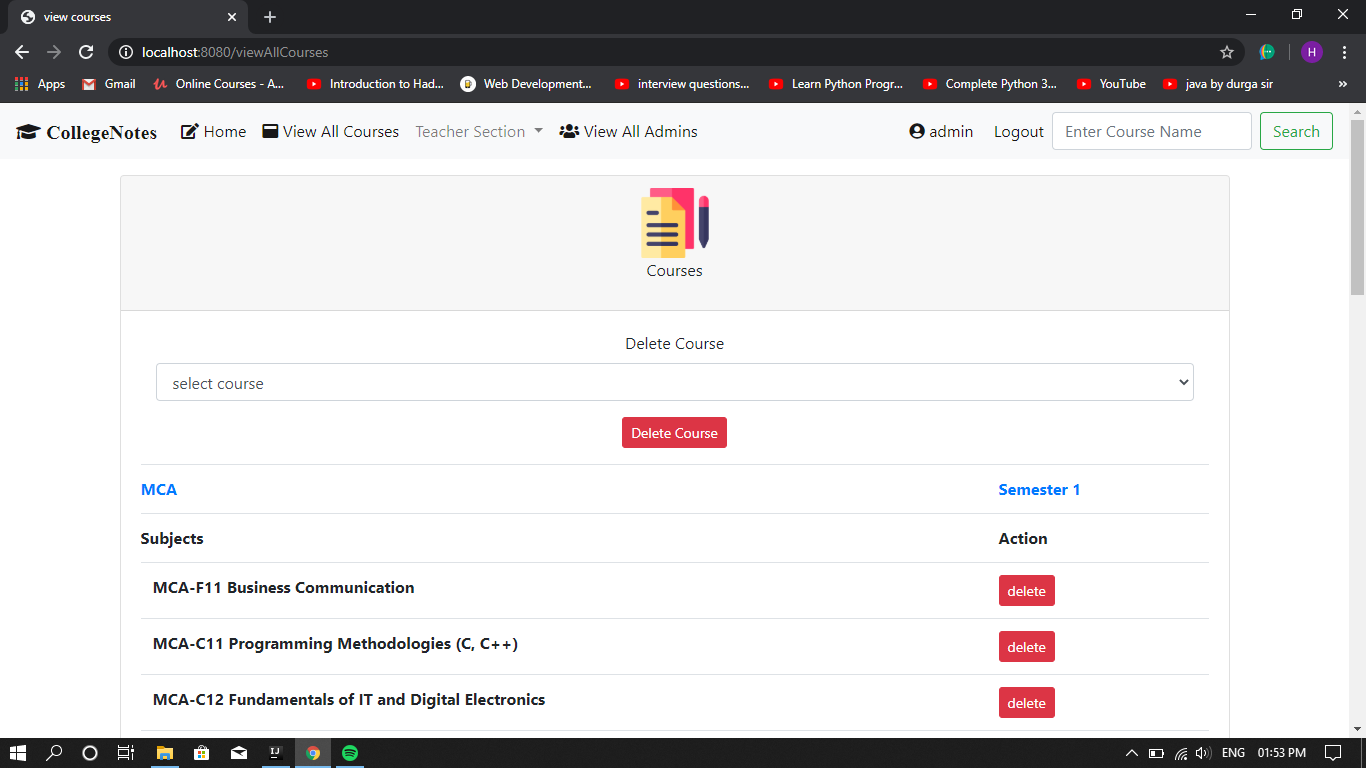 view courses
localhost:8080/viewAllCourses
H
Apps Gmail Online Courses - A... Introduction to Had... Web Development... interview questions... Learn Python Progr... Complete Python 3... YouTube java by durga sir »
CollegeNotes Home View All Courses Teacher Section View All Admins admin Logout Enter Course Name Search
Courses
Delete Course
select course
Delete Course
MCA Semester 1
Subjects Action
MCA-F11 Business Communication delete
MCA-C11 Programming Methodologies (C, C++) delete
MCA-C12 Fundamentals of IT and Digital Electronics delete
IJ ENG 01:53 PM